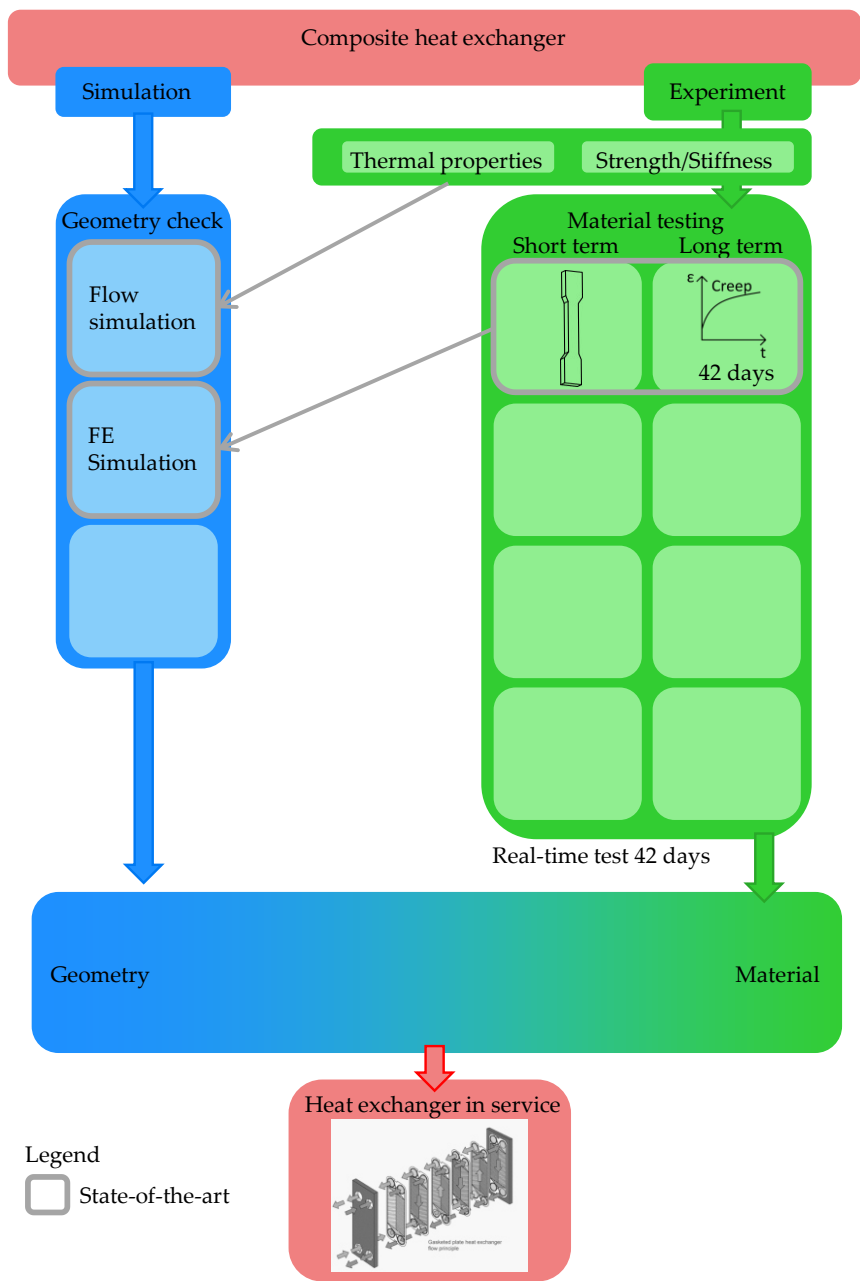 Composite heat exchanger
Simulation
Experiment
Thermal properties
Strength/Stiffness
Geometry check
Material testing
Short term
Long term
Flow
simulation
ε
Creep
t
42 days
FE
Simulation
Real-time test 42 days
Geometry
Material
Heat exchanger in service
Gasketed plate heat exchanger
flow principle
Legend
State-of-the-art